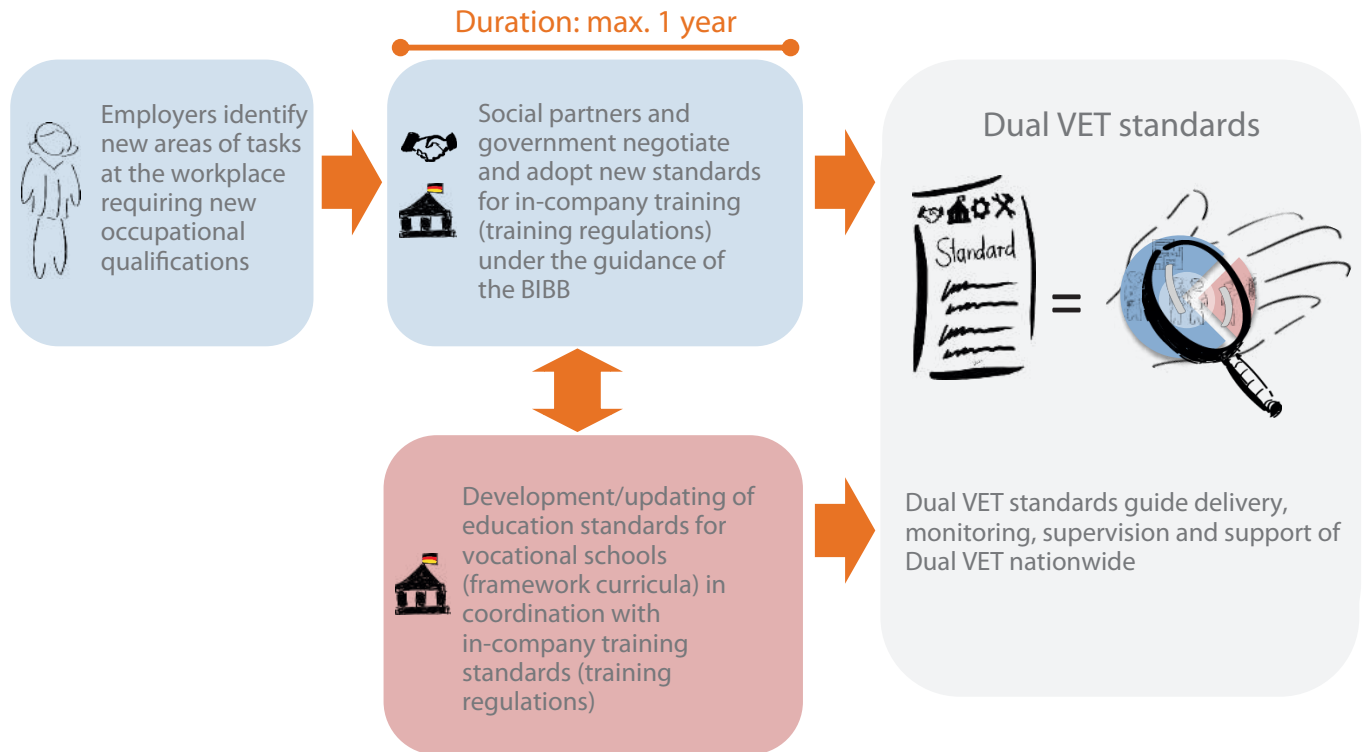 Duration: max. 1 year
Employers identify
new areas of tasks
at the workplace
requiring new
occupational
qualifications
Social partners and
government negotiate
and adopt new standards
for in-company training
(training regulations)
under the guidance of
the BIBB
Development/updating of
education standards for
vocational schools
(framework curricula) in
coordination with
in-company training
standards (training
regulations)
Dual VET standards
Standard
=
Dual VET standards guide delivery,
monitoring, supervision and support of
Dual VET nationwide